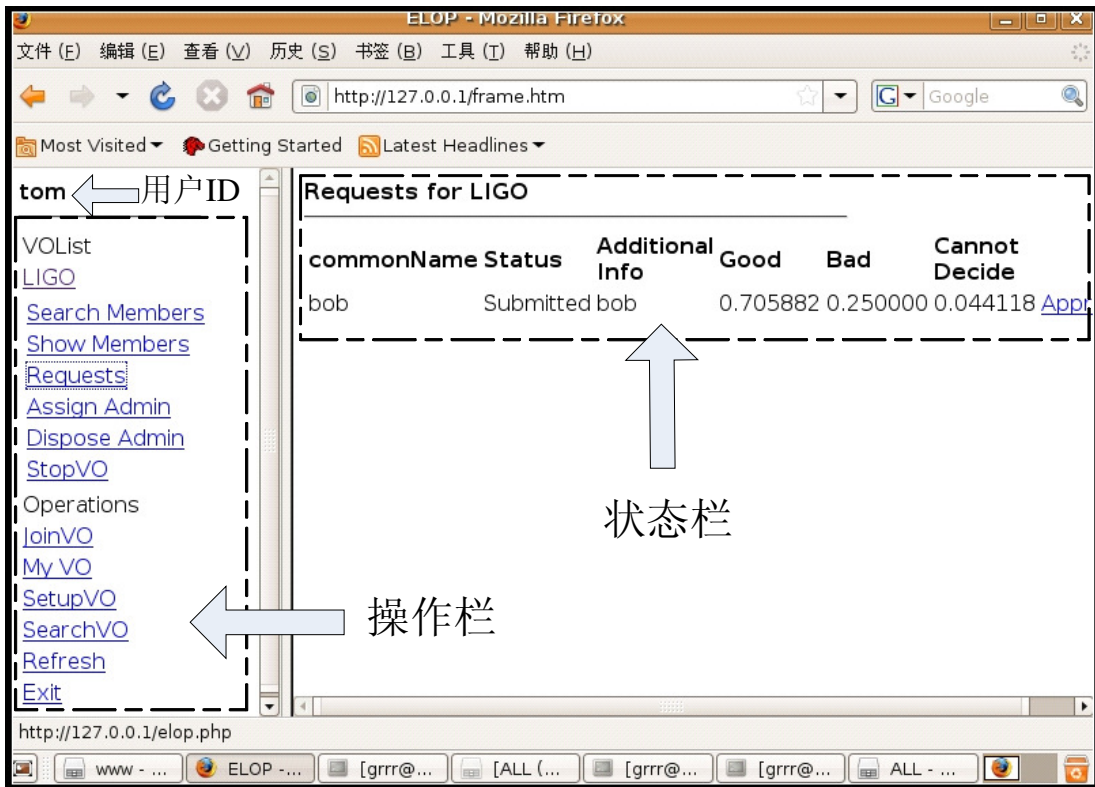 ELOP - Mozilla Firefox
文件 (F) 编辑 (E) 查看 (V) 历史 (S) 书签 (B) 工具 (T) 帮助 (H)
http://127.0.0.1/frame.htm
G Google
Most Visited Getting Started Latest Headlines
tom 用户ID
VOList
LIGO
Search Members
Show Members
Requests
Assign Admin
Dispose Admin
StopVO
Operations
JoinVO
My VO
SetupVO
SearchVO
Refresh
Exit
操作栏
Requests for LIGO
commonName Status Additional Info Good Bad Cannot Decide
bob Submitted bob 0.705882 0.250000 0.044118 Appr
状态栏
http://127.0.0.1/elop.php
www - ... ELOP -... [grrr@... [ALL (... [grrr@... [grrr@... ALL - ...